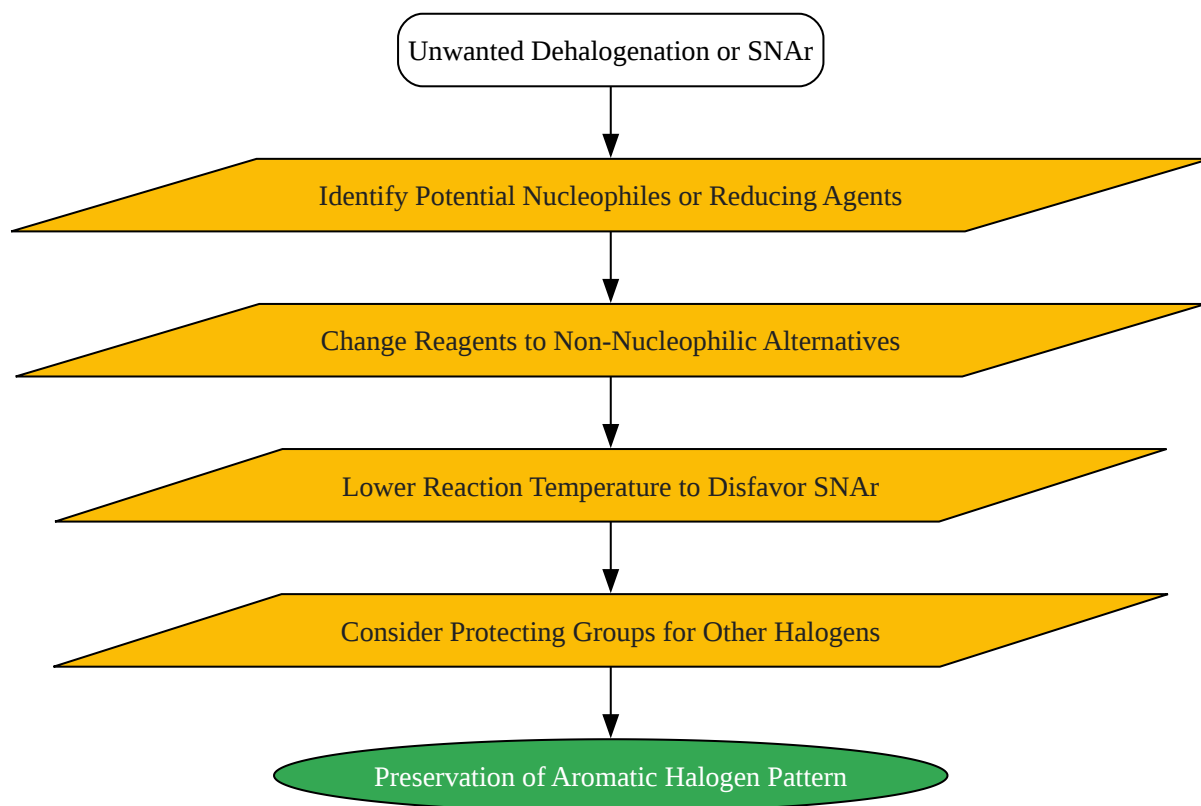 Unwanted Dehalogenation or SNAr
Identify Potential Nucleophiles or Reducing Agents
Change Reagents to Non-Nucleophilic Alternatives
Lower Reaction Temperature to Disfavor SNAr
Consider Protecting Groups for Other Halogens
Preservation of Aromatic Halogen Pattern